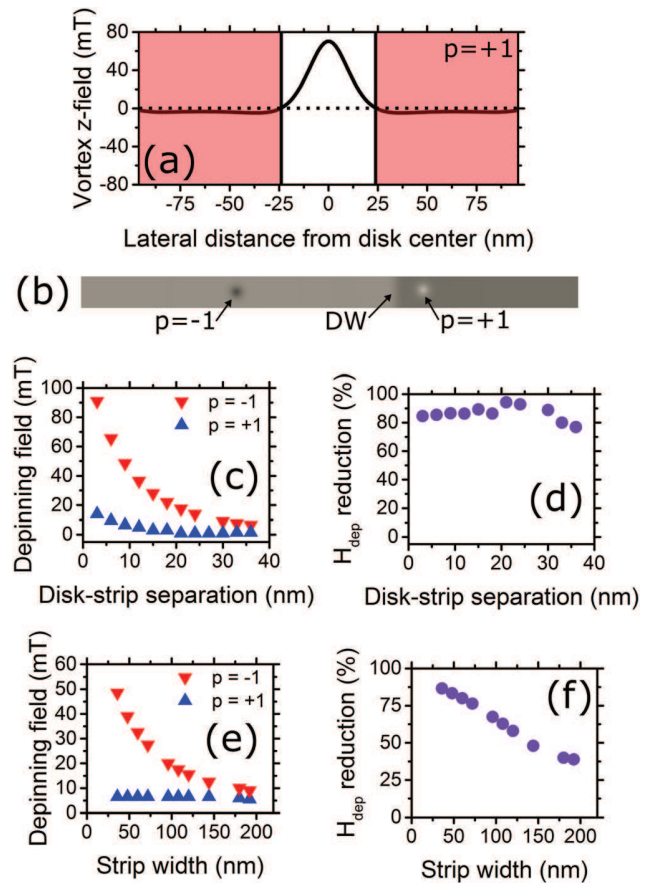 Vortex z-field (mT)
80
40
0
-40
-80
p=+1
(a)
-75 -50 -25 0 25 50 75
Lateral distance from disk center (nm)
(b)
p=-1 DW p=+1
Depinning field (mT)
100
80
60
40
20
0
p = -1
p = +1
(c)
0 10 20 30 40
Disk-strip separation (nm)
Hdep reduction (%)
100
80
60
40
20
0
(d)
0 10 20 30 40
Disk-strip separation (nm)
Depinning field (mT)
60
50
40
30
20
10
0
p = -1
p = +1
(e)
0 50 100 150 200
Strip width (nm)
Hdep reduction (%)
100
75
50
25
0
(f)
0 50 100 150 200
Strip width (nm)